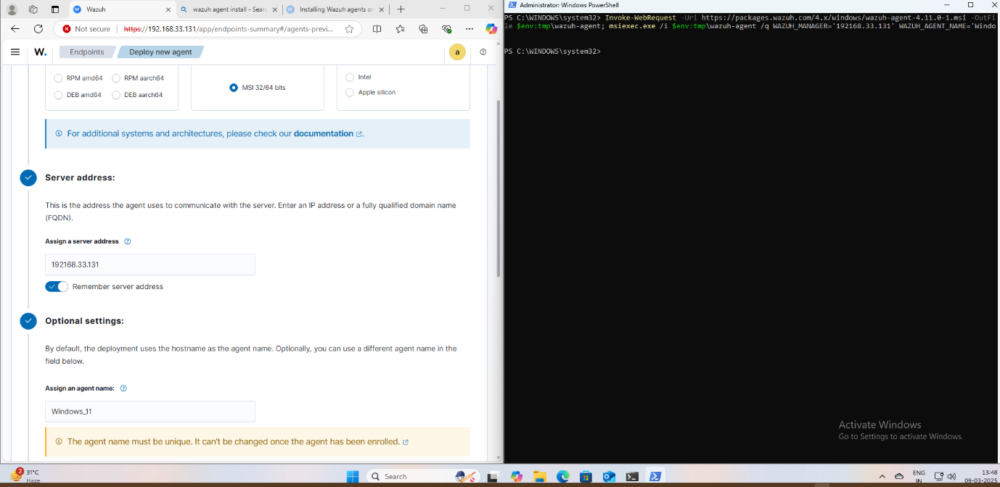 Wazuh
wazuh agent install - Searc
Installing Wazuh agents on
Not secure
https://192.168.33.131/app/endpoints-summary#/agents-previ...
W.
Endpoints
Deploy new agent
a
RPM amd64
RPM aarch64
DEB amd64
DEB aarch64
MSI 32/64 bits
Intel
Apple silicon
For additional systems and architectures, please check our documentation.
Server address:
This is the address the agent uses to communicate with the server. Enter an IP address or a fully qualified domain name
(FQDN).
Assign a server address
192168.33.131
Remember server address
Optional settings:
By default, the deployment uses the hostname as the agent name. Optionally, you can use a different agent name in the
field below.
Assign an agent name:
Windows_11
The agent name must be unique. It can't be changed once the agent has been enrolled.
Administrator: Windows PowerShell
PS C:\WINDOWS\system32> Invoke-WebRequest -Uri https://packages.wazuh.com/4.x/windows/wazuh-agent-4.11.0-1.msi -OutFi
le $env:tmp\wazuh-agent; msiexec.exe /i $env:tmp\wazuh-agent /q WAZUH_MANAGER='192168.33.131' WAZUH_AGENT_NAME='Windo
PS C:\WINDOWS\system32>
Activate Windows
Go to Settings to activate Windows.
2
31°C
Haze
Search
ENG
IN
13:48
09-03-2025